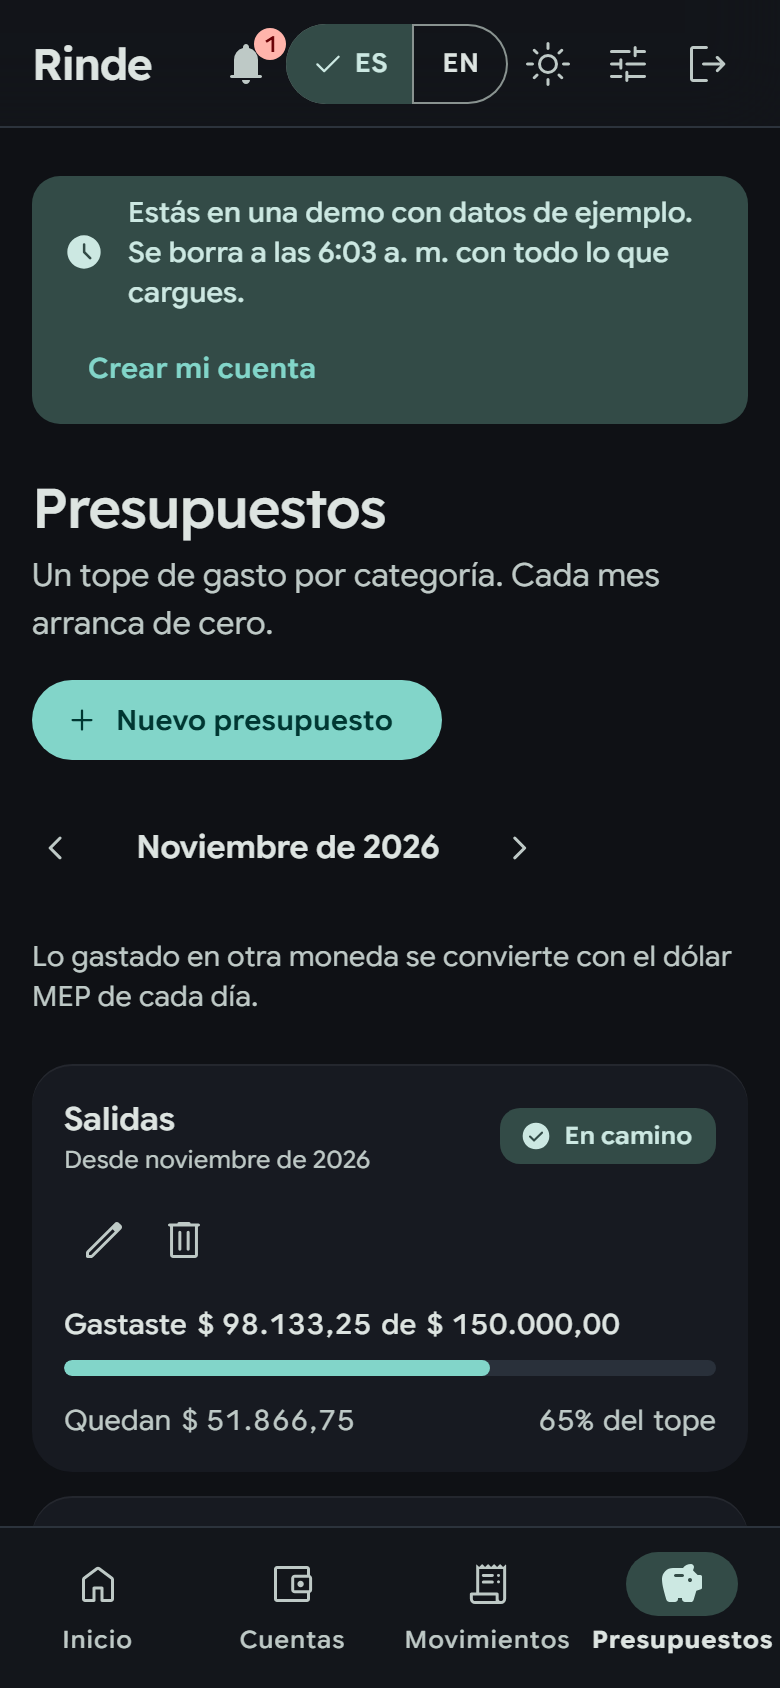 Rinde
1
ES
EN
Estás en una demo con datos de ejemplo.
Se borra a las 6:03 a. m. con todo lo que
cargues.
Crear mi cuenta
Presupuestos
Un tope de gasto por categoría. Cada mes
arranca de cero.
Nuevo presupuesto
Noviembre de 2026
Lo gastado en otra moneda se convierte con el dólar
MEP de cada día.
Salidas
En camino
Desde noviembre de 2026
Gastaste $ 98.133,25 de $ 150.000,00
Quedan $ 51.866,75
65% del tope
Inicio
Cuentas
Movimientos
Presupuestos